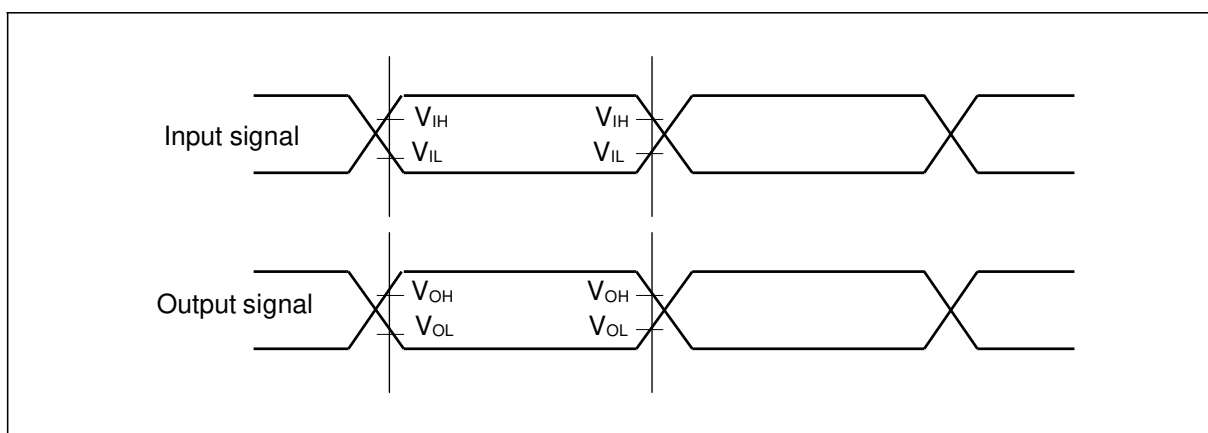 Input signal
VIH
VIH
VIL
VIL
Output signal
VOH
VOH
VOL
VOL